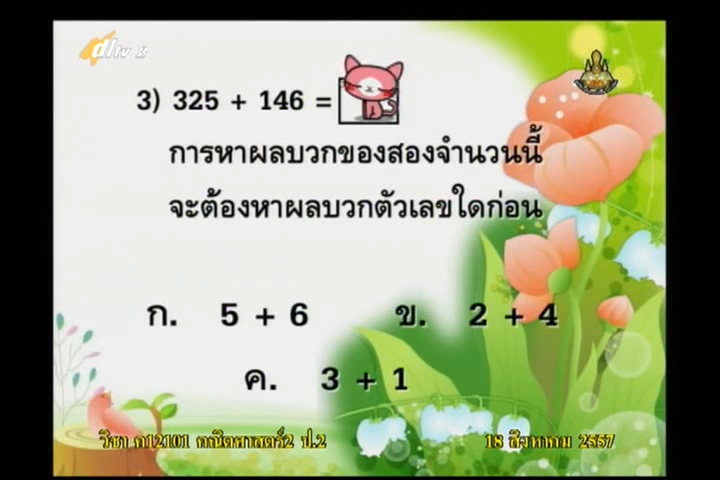 dltv 2
3) 325 + 146 =
การหาผลบวกของสองจำนวนนี้
จะต้องหาผลบวกตัวเลขใดก่อน
ก. 5 + 6 ข. 2 + 4
ค. 3 + 1
วิชา ค12101 คณิตศาสตร์2 ป.2 18 สิงหาคม 2557